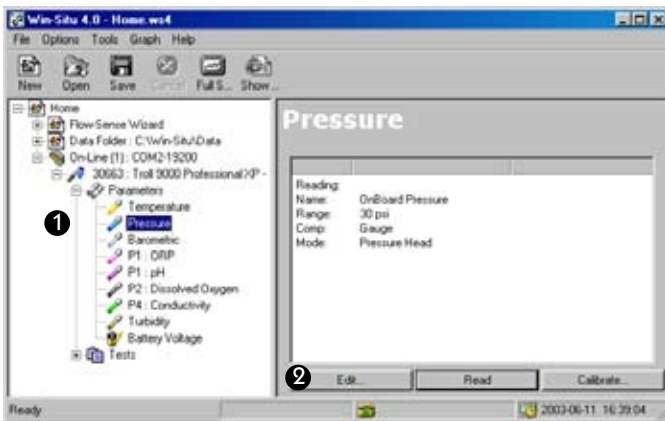 Win-Situ 4.0 - Home.ws4
File Options Tools Graph Help
New Open Save Cancel Full S... Show...
Home
Flow-Sense Wizard
Data Folder : C:\Win-Situ\Data
On-Line (1) : COM2-19200
30663 : Troll 9000 Professional XP -
Parameters
Temperature
Pressure
Barometric
P1 : ORP
P1 : pH
P2 : Dissolved Oxygen
P4 : Conductivity
Turbidity
Battery Voltage
Tests
1
Pressure
Reading:
Name: OnBoard Pressure
Range: 30 psi
Comp: Gauge
Mode: Pressure Head
2
Edit... Read Calibrate...
Ready
2003-06-11 16:39:04